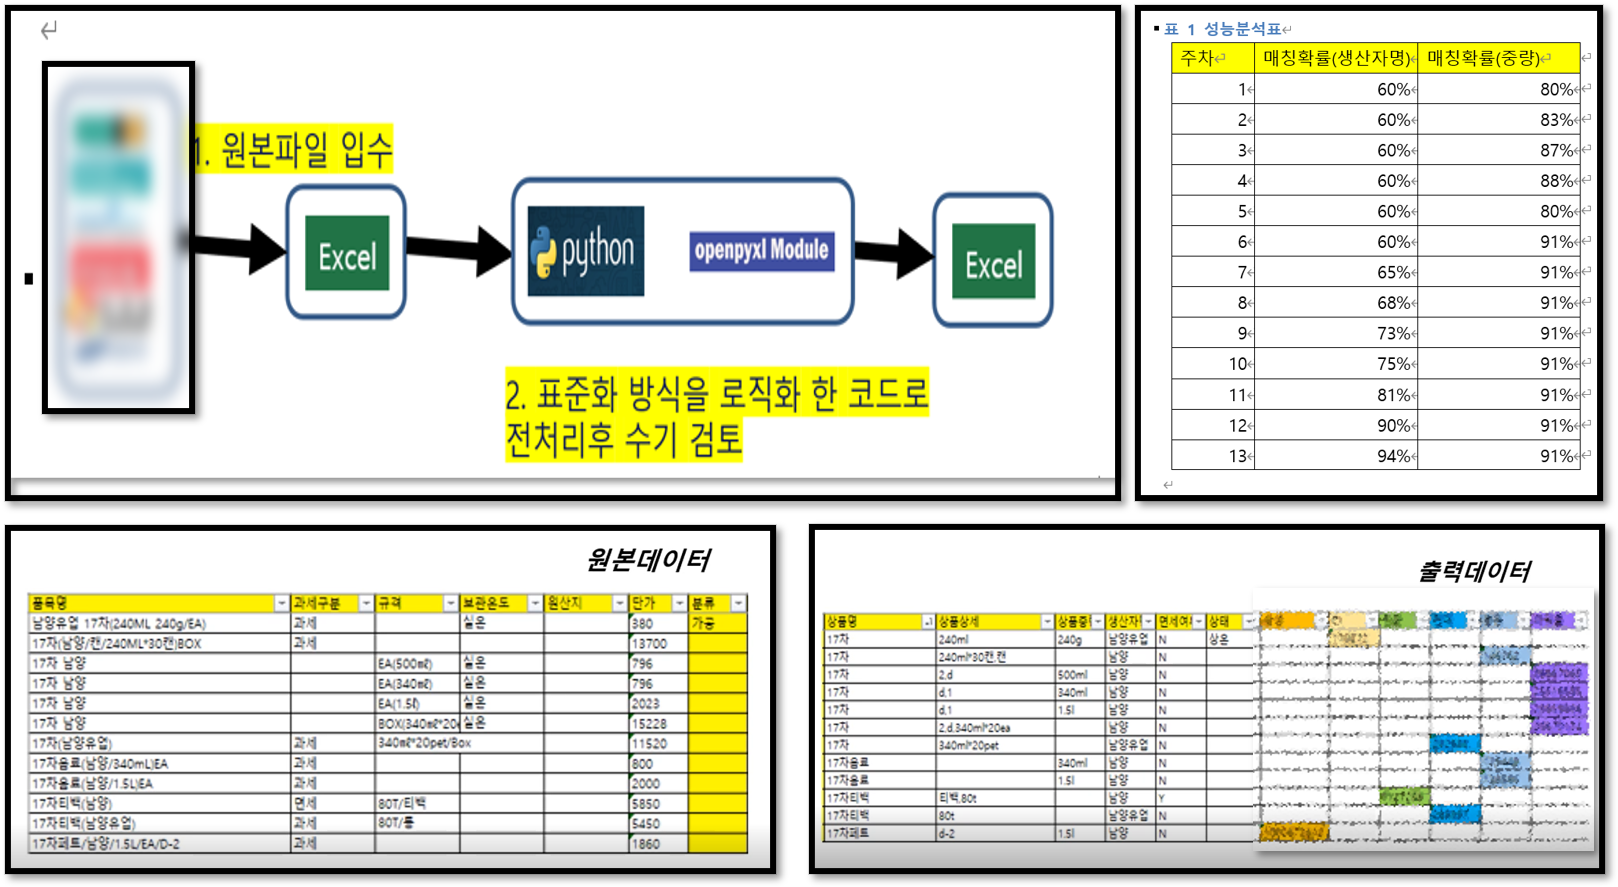 1. 원본파일 입수
Excel
python
openpyxl Module
Excel
2. 표준화 방식을 로직화 한 코드로
전처리후 수기 검토
표 1 성능분석표
주차 매칭확률(생산자명) 매칭확률(중량)
1 60% 80%
2 60% 83%
3 60% 87%
4 60% 88%
5 60% 80%
6 60% 91%
7 65% 91%
8 68% 91%
9 73% 91%
10 75% 91%
11 81% 91%
12 90% 91%
13 94% 91%
원본데이터
품목명 과세구분 규격 보관온도 원산지 단가 분류
남양유업 17차(240ML 240g/EA) 과세 실온 380 가공
17차(남양/캔/240ML*30캔)BOX 과세 13700
17차 남양 EA(500㎖) 실온 796
17차 남양 EA(340㎖) 실온 796
17차 남양 EA(1.5ℓ) 실온 2023
17차 남양 BOX(340㎖*20 실온 15228
17차(남양유업) 과세 340㎖*20pet/Box 11520
17차음료(남양/340mL)EA 과세 800
17차음료(남양/1.5L)EA 과세 2000
17차티백(남양) 면세 80T/티백 5850
17차티백(남양유업) 과세 80T/통 5450
17차페트/남양/1.5L/EA/D-2 과세 1860
출력데이터
상품명 상품상세 상품중 생산자 면세여 상태
17차 240ml 240g 남양유업 N 상온
17차 240ml*30캔,캔 남양 N
17차 2,d 500ml 남양 N
17차 d,1 340ml 남양 N
17차 d,1 1.5l 남양 N
17차 2,d,340ml*20ea 남양 N
17차 340ml*20pet 남양유업 N
17차음료 340ml 남양 N
17차음료 1.5l 남양 N
17차티백 티백,80t 남양 Y
17차티백 80t 남양유업 N
17차페트 d-2 1.5l 남양 N